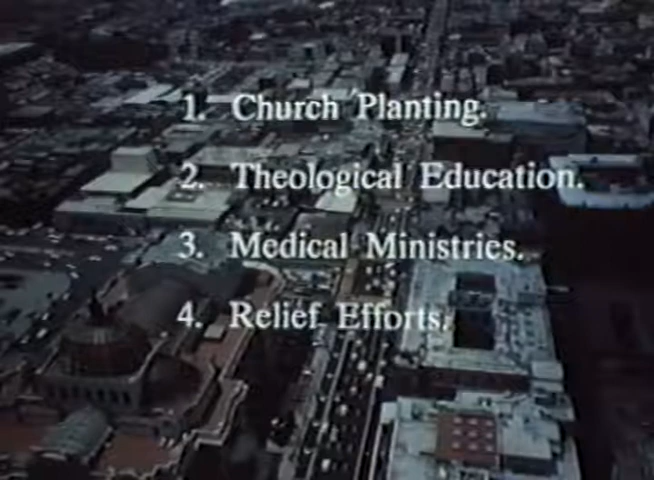 1. Church Planting.
2. Theological Education.
3. Medical Ministries.
4. Relief Efforts.